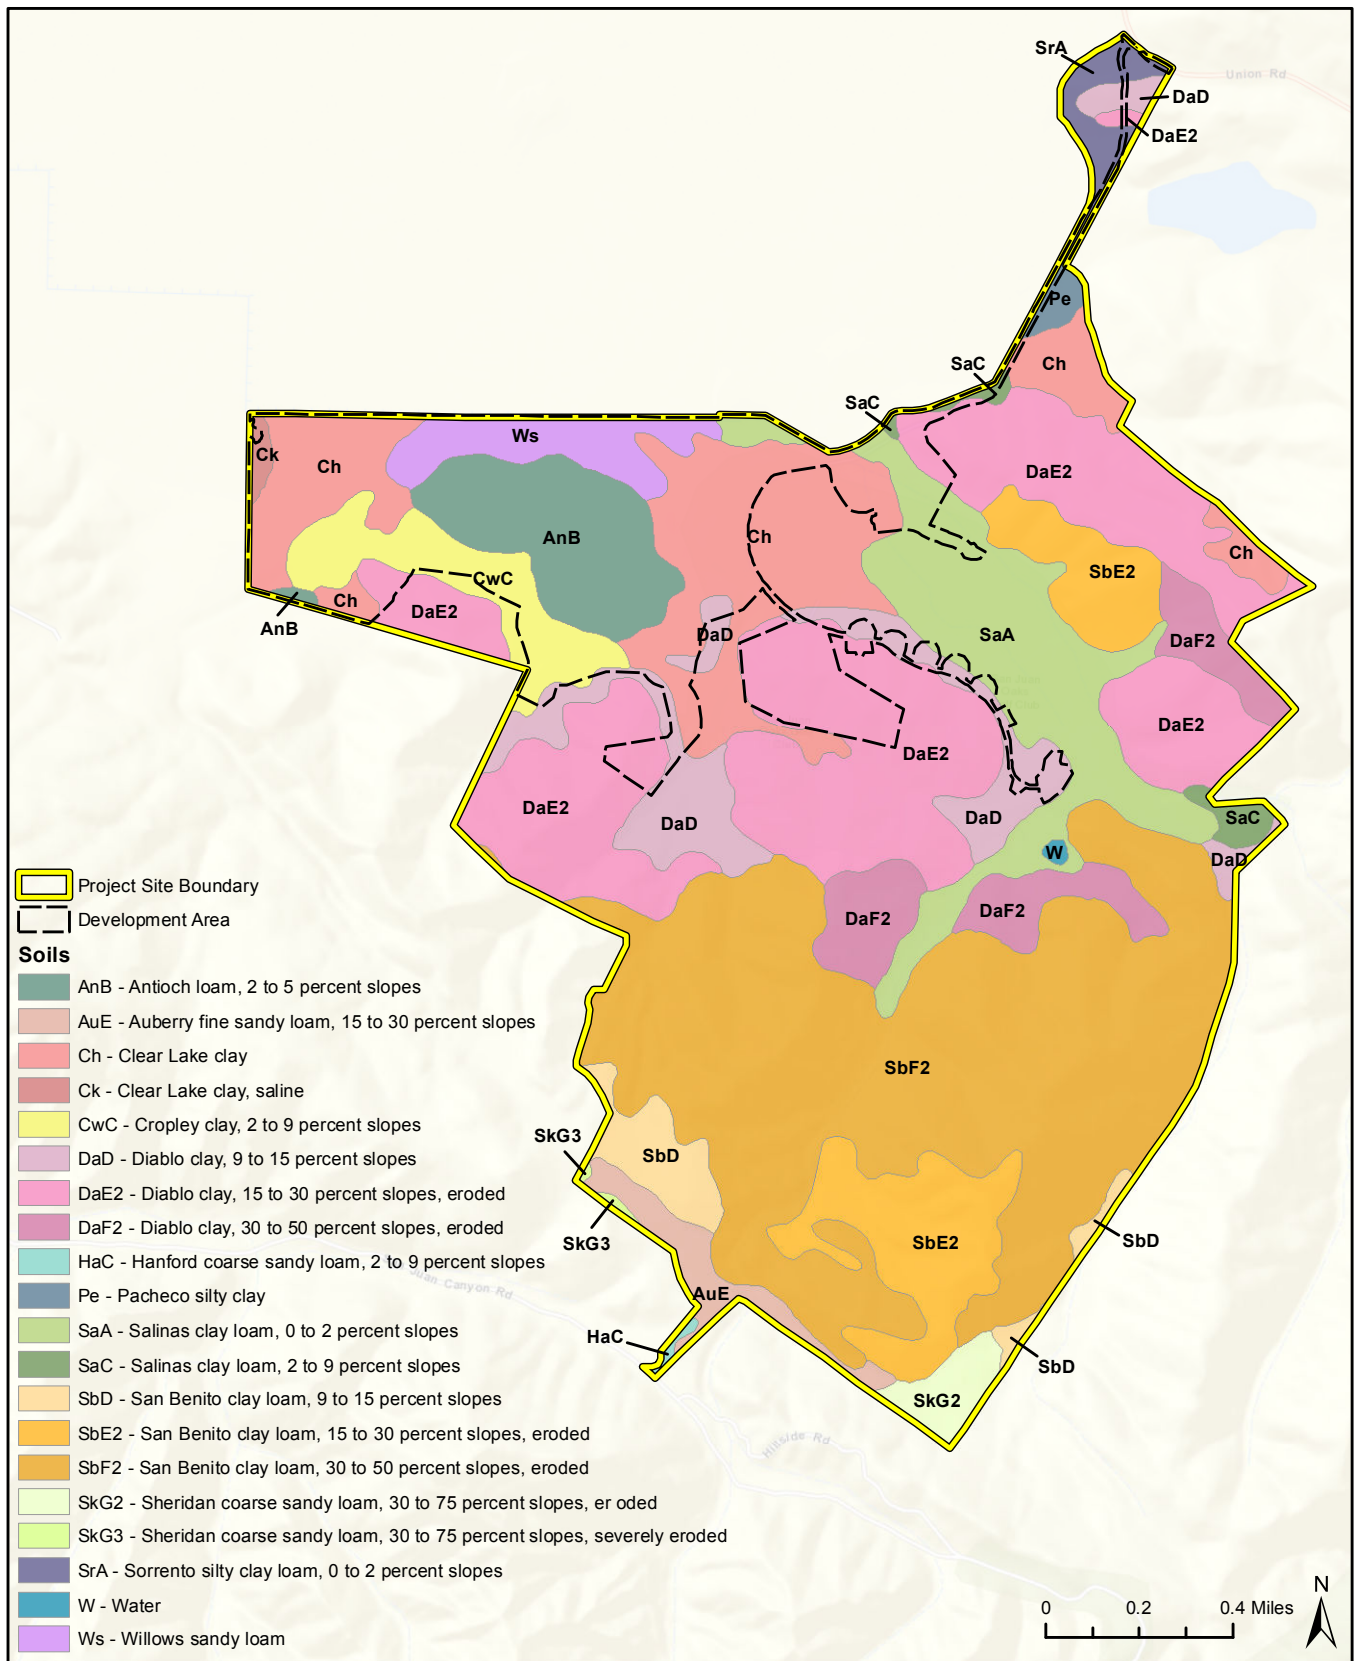 SrA
Union Rd
DaD
DaE2
Pe
SaC
Ch
SaC
Ws
Ck
Ch
DaE2
AnB
Ch
Ch
SbE2
CwC
Ch
DaE2
AnB
DaD
SaA
DaF2
DaE2
DaE2
DaE2
DaD
DaD
SaC
W
DaD
DaF2
DaF2
Project Site Boundary
Development Area
Soils
AnB - Antioch loam, 2 to 5 percent slopes
AuE - Auberry fine sandy loam, 15 to 30 percent slopes
Ch - Clear Lake clay
Ck - Clear Lake clay, saline
CwC - Cropley clay, 2 to 9 percent slopes
DaD - Diablo clay, 9 to 15 percent slopes
DaE2 - Diablo clay, 15 to 30 percent slopes, eroded
DaF2 - Diablo clay, 30 to 50 percent slopes, eroded
HaC - Hanford coarse sandy loam, 2 to 9 percent slopes
Pe - Pacheco silty clay
SaA - Salinas clay loam, 0 to 2 percent slopes
SaC - Salinas clay loam, 2 to 9 percent slopes
SbD - San Benito clay loam, 9 to 15 percent slopes
SbE2 - San Benito clay loam, 15 to 30 percent slopes, eroded
SbF2 - San Benito clay loam, 30 to 50 percent slopes, eroded
SkG2 - Sheridan coarse sandy loam, 30 to 75 percent slopes, er oded
SkG3 - Sheridan coarse sandy loam, 30 to 75 percent slopes, severely eroded
SrA - Sorrento silty clay loam, 0 to 2 percent slopes
W - Water
Ws - Willows sandy loam
SbF2
SkG3
SbD
SkG3
SbE2
SbD
Juan Canyon Rd
AuE
HaC
SbD
SkG2
Hillside Rd
N
0 0.2 0.4 Miles